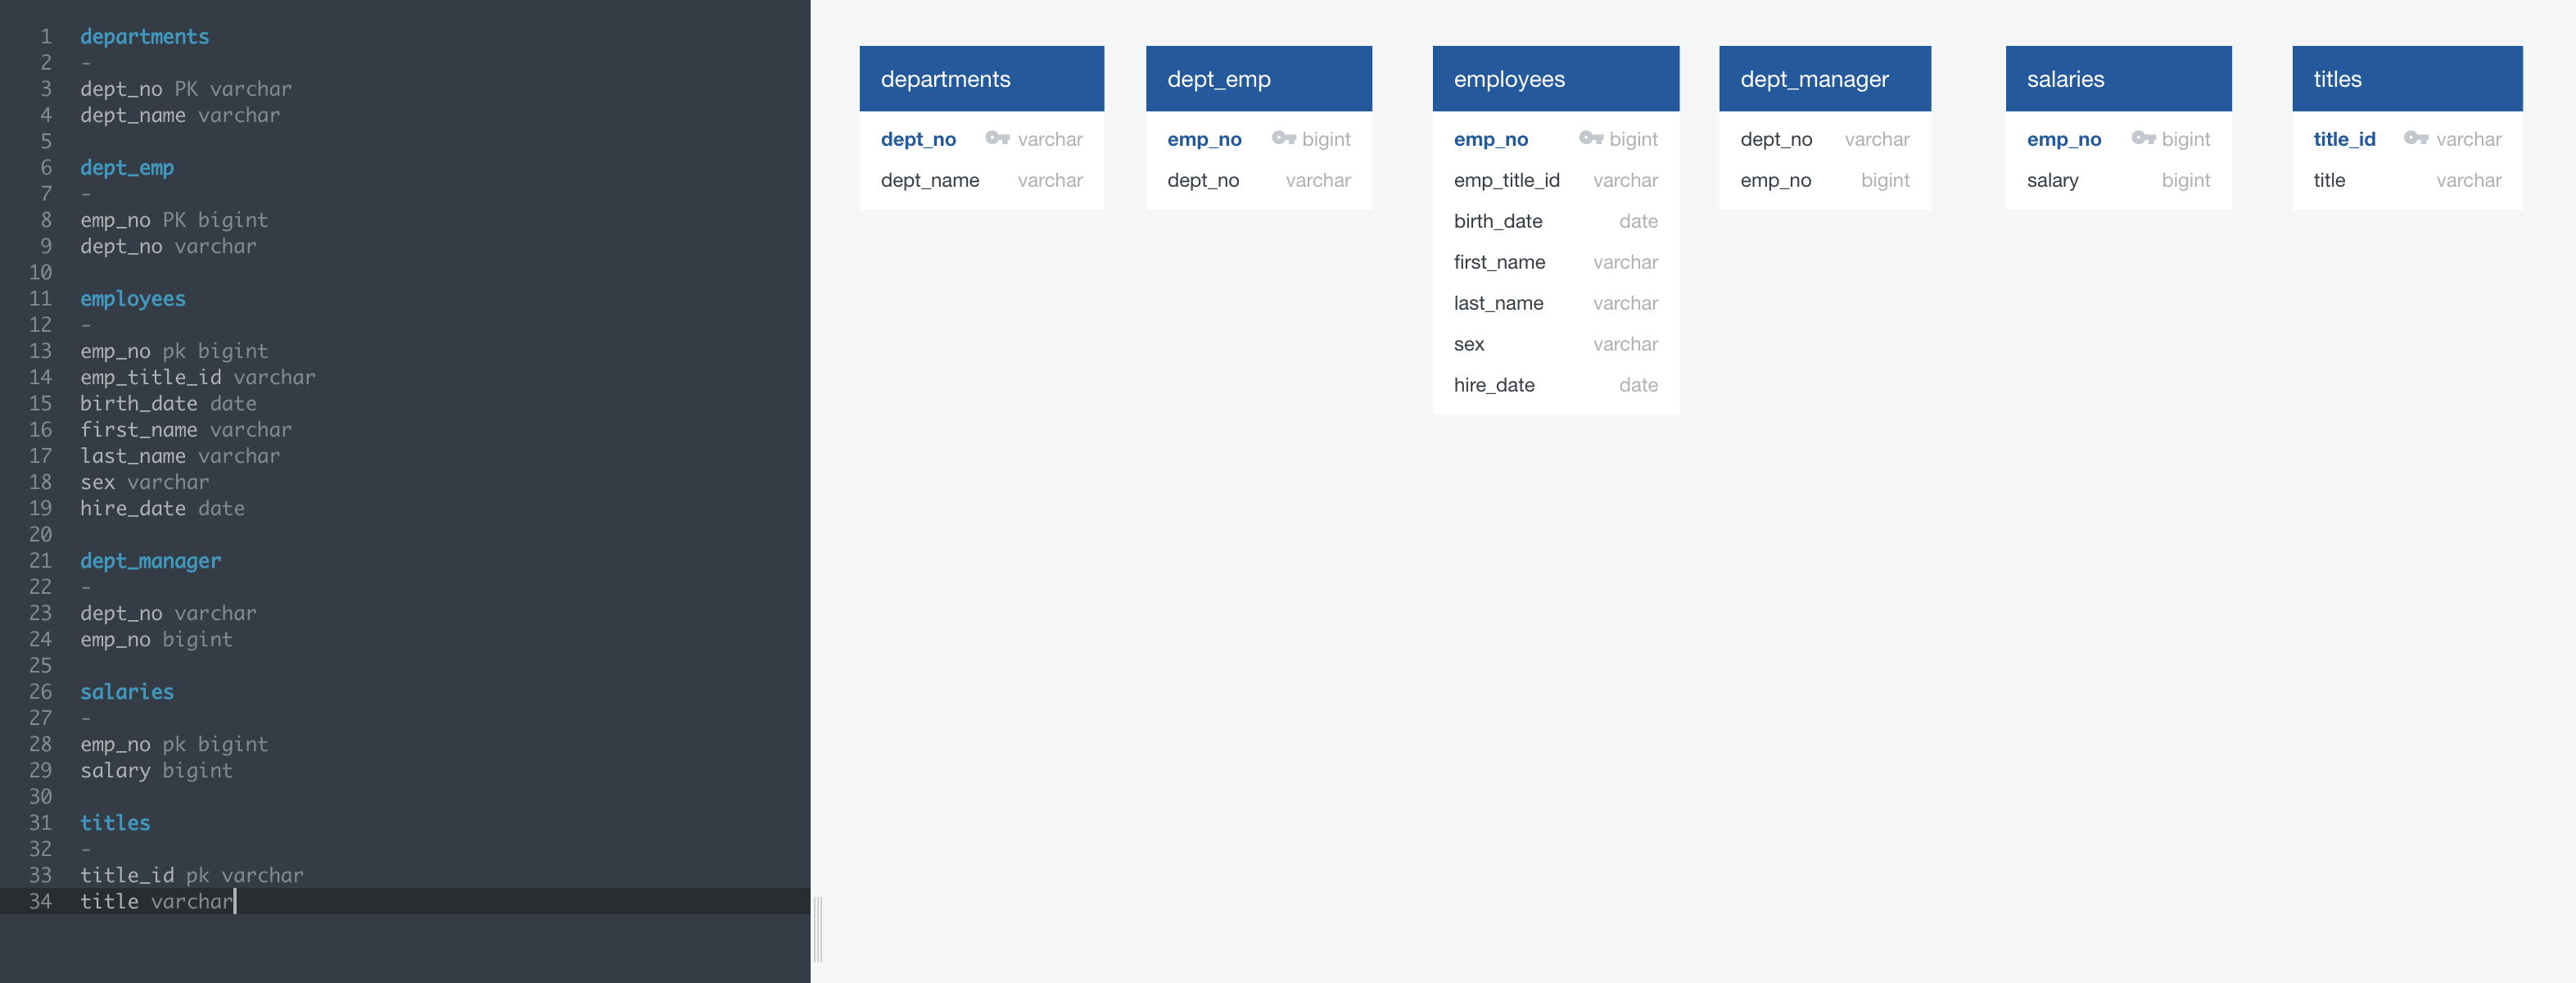 1 departments
2 -
3 dept_no PK varchar
4 dept_name varchar
5
6 dept_emp
7 -
8 emp_no PK bigint
9 dept_no varchar
10
11 employees
12 -
13 emp_no pk bigint
14 emp_title_id varchar
15 birth_date date
16 first_name varchar
17 last_name varchar
18 sex varchar
19 hire_date date
20
21 dept_manager
22 -
23 dept_no varchar
24 emp_no bigint
25
26 salaries
27 -
28 emp_no pk bigint
29 salary bigint
30
31 titles
32 -
33 title_id pk varchar
34 title varchar
departments
dept_no varchar
dept_name varchar
dept_emp
emp_no bigint
dept_no varchar
employees
emp_no bigint
emp_title_id varchar
birth_date date
first_name varchar
last_name varchar
sex varchar
hire_date date
dept_manager
dept_no varchar
emp_no bigint
salaries
emp_no bigint
salary bigint
titles
title_id varchar
title varchar